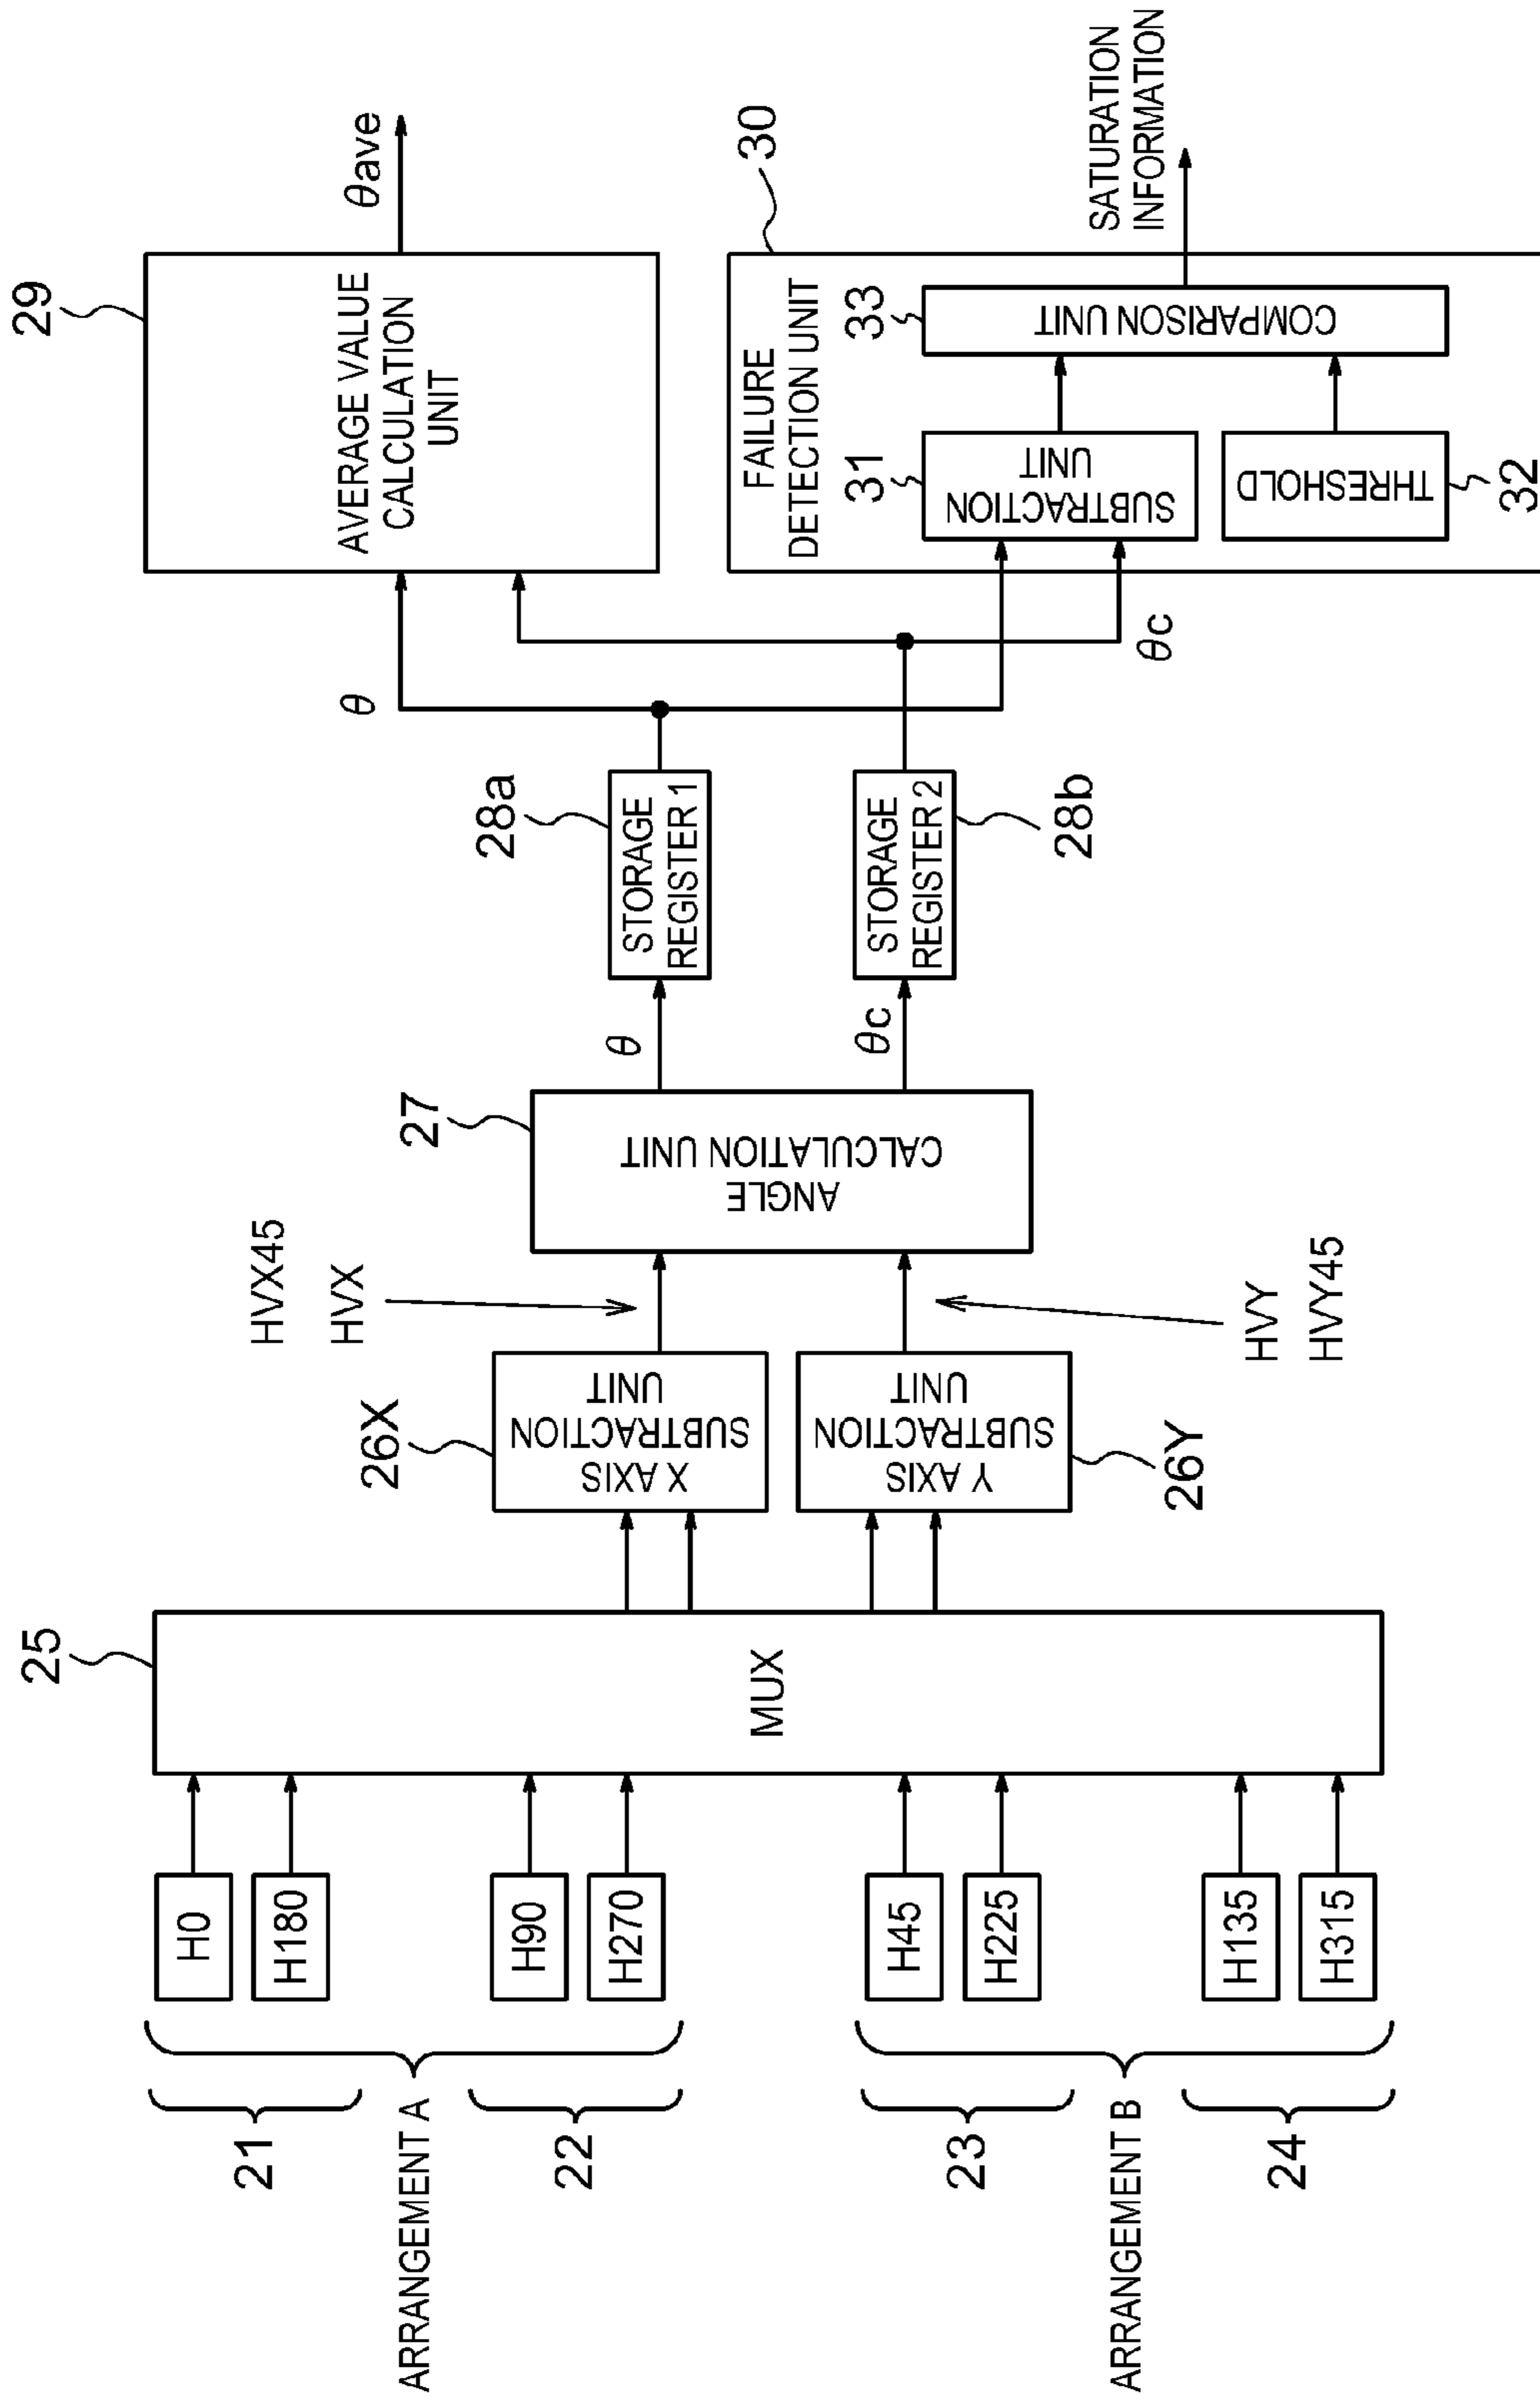 ARRANGEMENT A
21
22
ARRANGEMENT B
23
24
H0
H180
H90
H270
H45
H225
H135
H315
25
MUX
26X
X AXIS
SUBTRACTION
UNIT
26Y
Y AXIS
SUBTRACTION
UNIT
HVX45
HVX
HVY
HVY45
27
ANGLE
CALCULATION UNIT
θ
θc
28a
STORAGE
REGISTER 1
STORAGE
REGISTER 2
28b
θ
θc
29
AVERAGE VALUE
CALCULATION
UNIT
θave
30
FAILURE
DETECTION UNIT
31
SUBTRACTION
UNIT
THRESHOLD
32
33
COMPARISON UNIT
SATURATION
INFORMATION